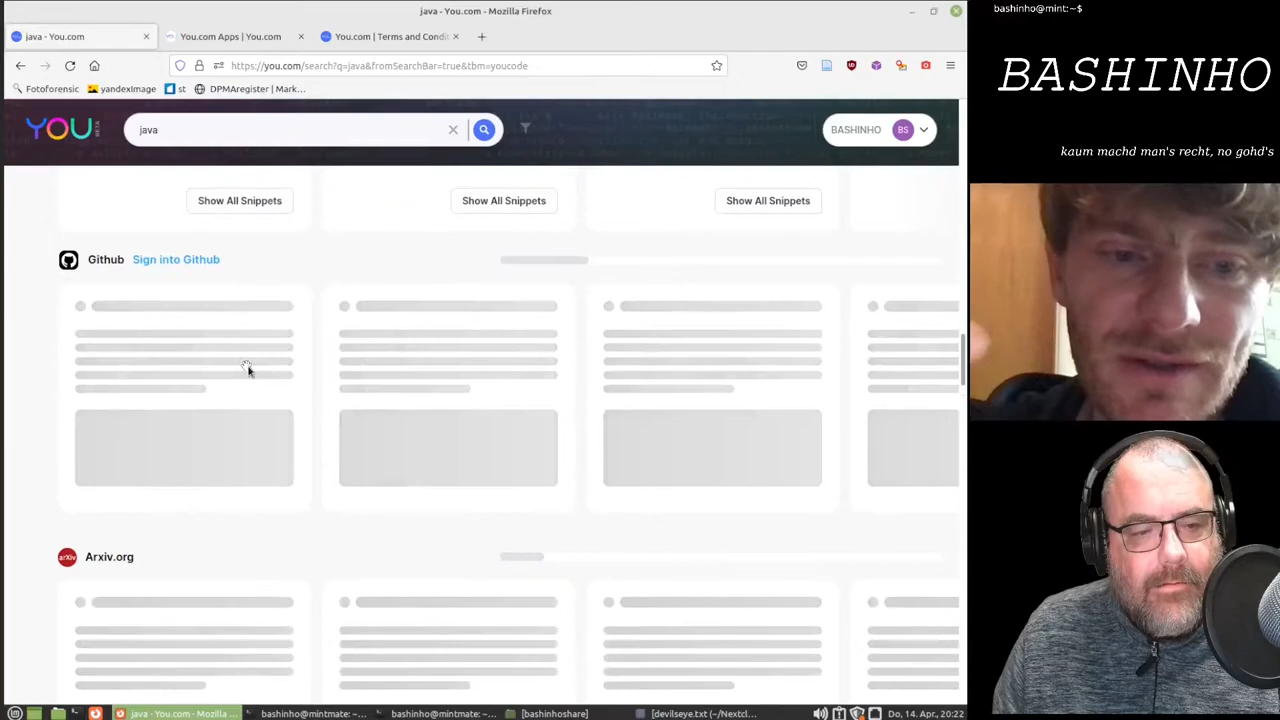 java - You.com - Mozilla Firefox
bashinho@mint:~$
java - You.com
You.com Apps | You.com
You.com | Terms and Condit
https://you.com/search?q=java&fromSearchBar=true&tbm=youcode
Fotoforensic
yandexImage
st
DPMAregister | Mark...
BASHINHO
YOU
BETA
java
BASHINHO
BS
kaum machd man's recht, no gohd's
Show All Snippets
Show All Snippets
Show All Snippets
Github
Sign into Github
arXiv
Arxiv.org
java - You.com - Mozilla ...
bashinho@mintmate: ~...
bashinho@mintmate: ~...
[bashinhoshare]
[devilseye.txt (~/Nextcl...
Do, 14. Apr., 20:22